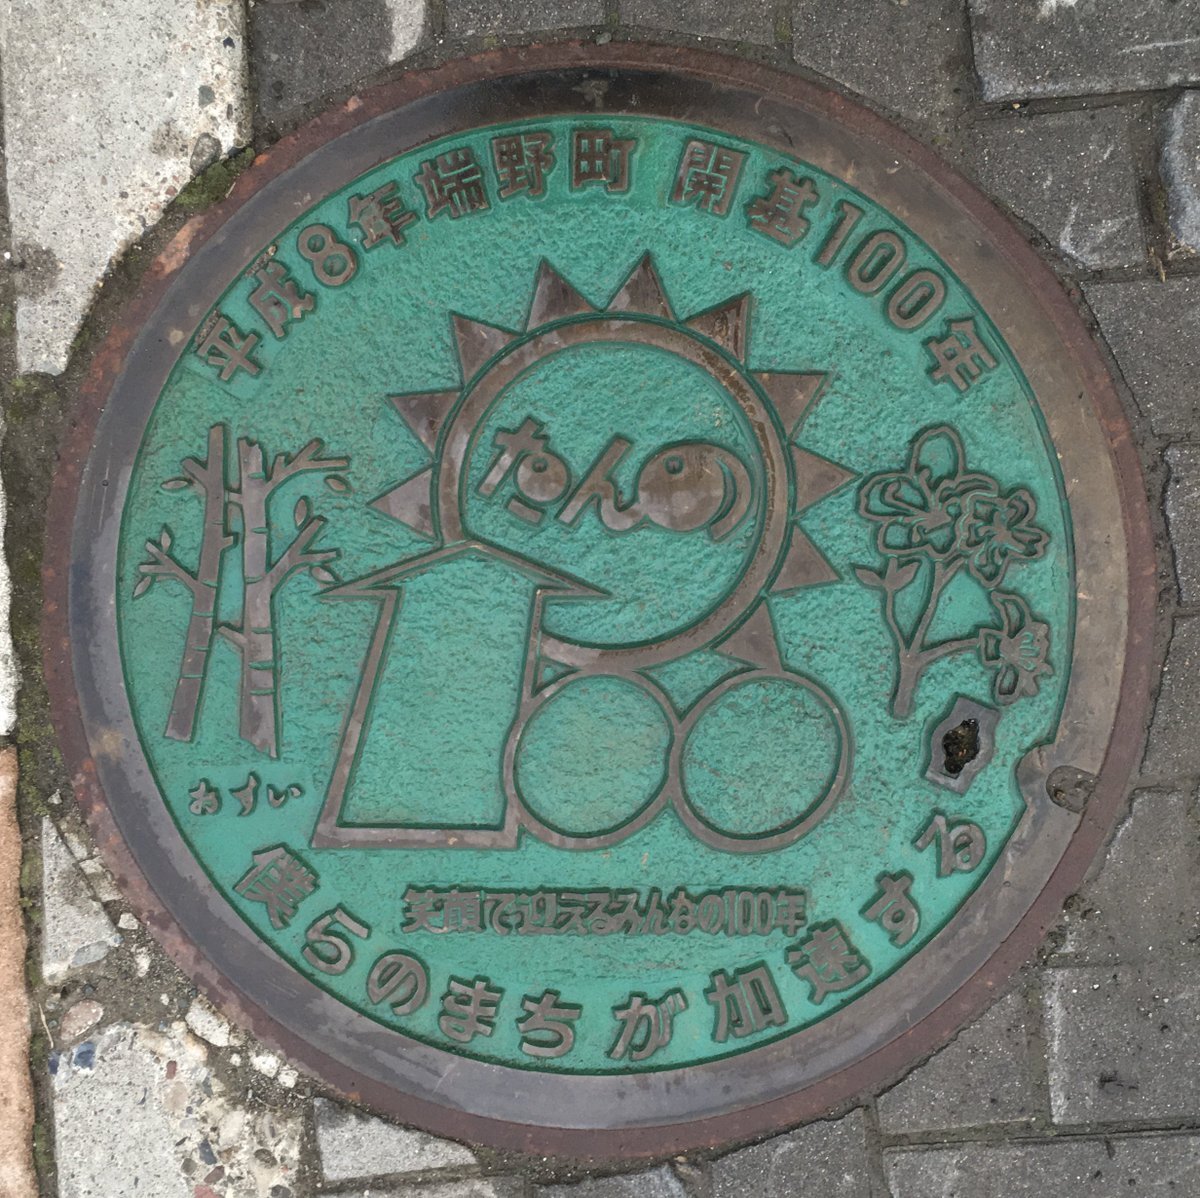 平成8年端野町 開基100年
たんの
おすい
笑顔で迎えるみんなの100年
僕らのまちが加速する